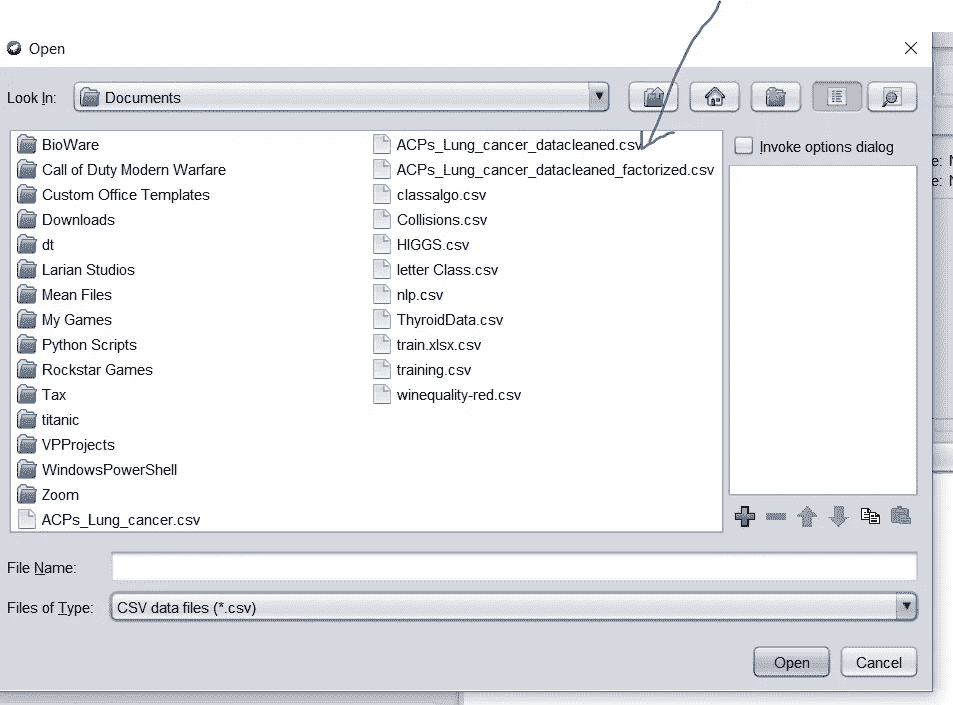 Open
Look In:
Documents
BioWare
Call of Duty Modern Warfare
Custom Office Templates
Downloads
dt
Larian Studios
Mean Files
My Games
Python Scripts
Rockstar Games
Tax
titanic
VPProjects
WindowsPowerShell
Zoom
ACPs_Lung_cancer.csv
ACPs_Lung_cancer_datacleaned.csv
ACPs_Lung_cancer_datacleaned_factorized.csv
classalgo.csv
Collisions.csv
HIGGS.csv
letter Class.csv
nlp.csv
ThyroidData.csv
train.xlsx.csv
training.csv
winequality-red.csv
Invoke options dialog
e: N
e: N
File Name:
Files of Type:
CSV data files (*.csv)
Open
Cancel